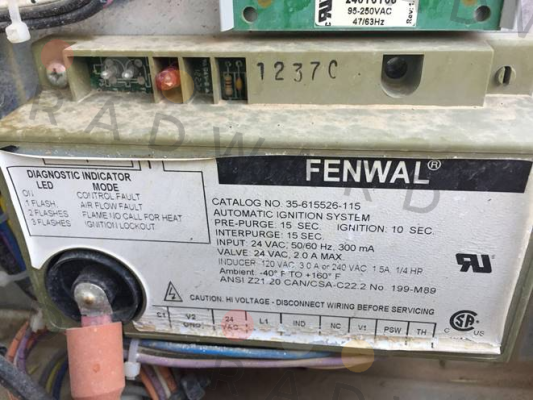 95-250VAC
47/63Hz
1237C
FENWAL®
DIAGNOSTIC INDICATOR
LED MODE
ON CONTROL FAULT
1 FLASH AIR FLOW FAULT
2 FLASHES FLAME NO CALL FOR HEAT
3 FLASHES IGNITION LOCKOUT
CATALOG NO. 35-615526-115
AUTOMATIC IGNITION SYSTEM
PRE-PURGE: 15 SEC. IGNITION: 10 SEC.
INTERPURGE: 15 SEC.
INPUT: 24 VAC, 50/60 Hz, 300 mA
VALVE: 24 VAC, 2.0 A MAX.
INDUCER: 120 VAC, 3.0 A or 240 VAC, 1.5A, 1/4 HP
Ambient: -40° F TO +160° F
ANSI Z21.20 CAN/CSA-C22.2 No. 199-M89
CAUTION: HI VOLTAGE - DISCONNECT WIRING BEFORE SERVICING
V2 24 L1 IND NC V1 PSW TH
GND VAC
C US